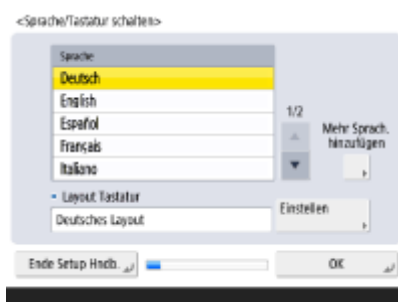 <Sprache/Tastatur schalten>
Sprache
Deutsch
English
Español
Français
Italiano
1/2
Mehr Sprach.
hinzufügen
Layout Tastatur
Deutsches Layout
Einstellen
Ende Setup Hndb.
OK